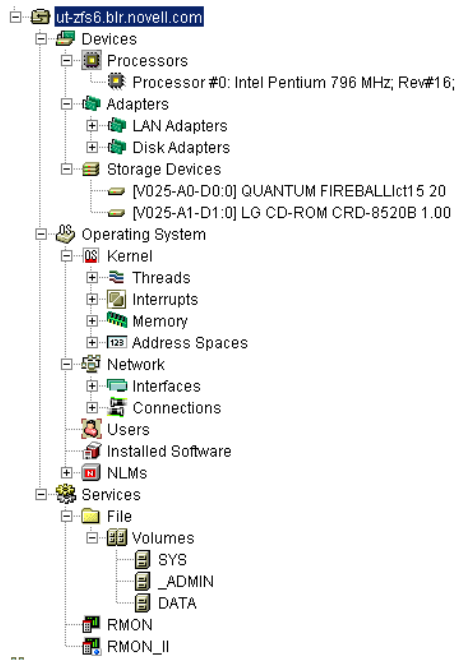 ut-zfs6.blr.novell.com
Devices
Processors
Processor #0: Intel Pentium 796 MHz; Rev#16;
Adapters
LAN Adapters
Disk Adapters
Storage Devices
[V025-A0-D0:0] QUANTUM FIREBALLlct15 20
[V025-A1-D1:0] LG CD-ROM CRD-8520B 1.00
OS
Operating System
OS Kernel
Threads
Interrupts
Memory
123 Address Spaces
Network
Interfaces
Connections
Users
Installed Software
N NLMs
Services
File
Volumes
SYS
_ADMIN
DATA
RMON
RMON_II